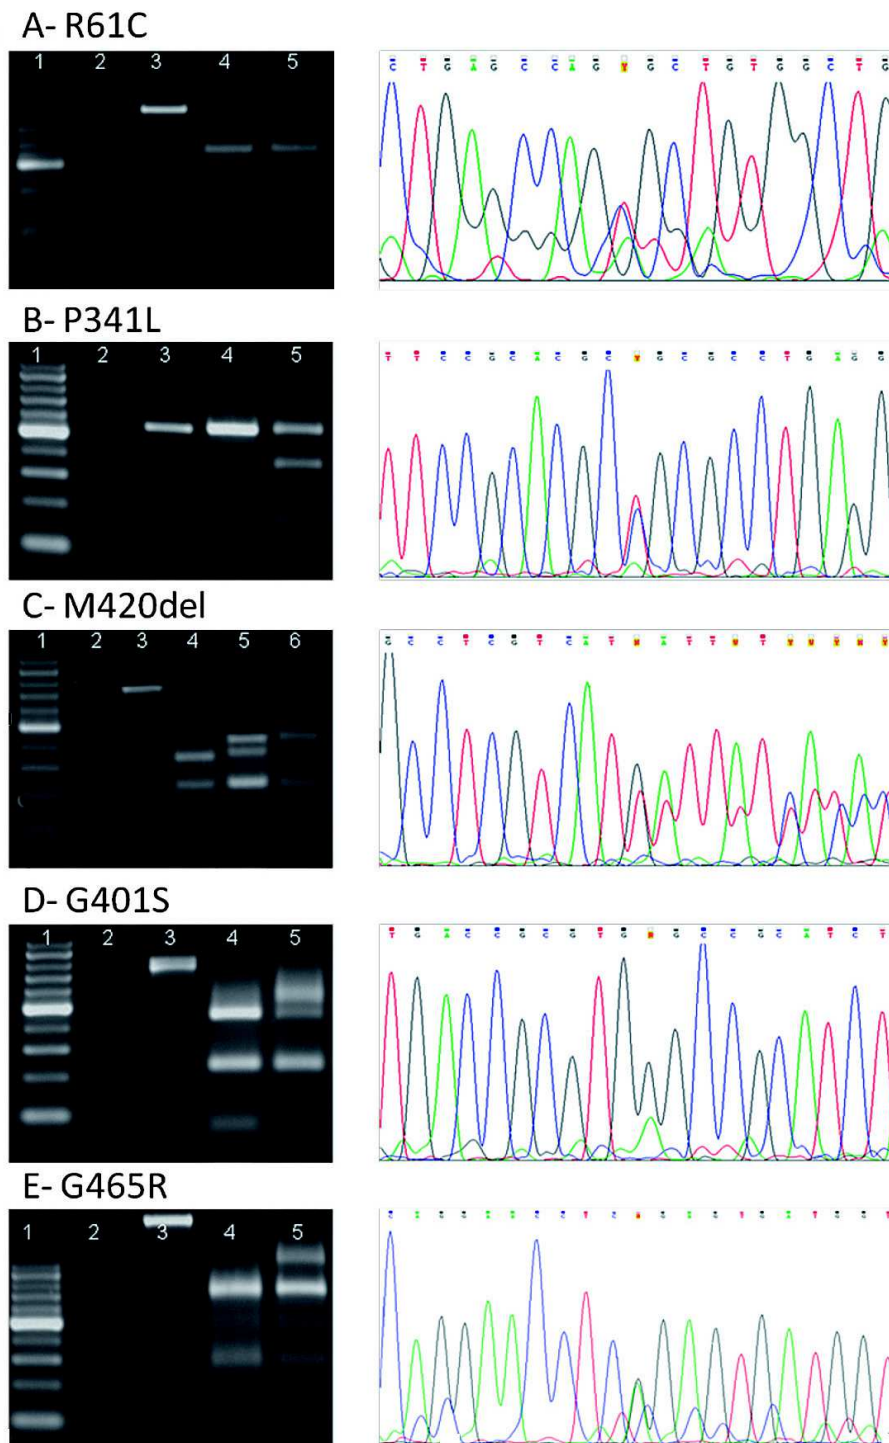 A- R61C
1 2 3 4 5
C T G A G C C A G Y G C T G T G G C T G
B- P341L
1 2 3 4 5
T T C C G C A C G C Y G C G C C T G A G G
C- M420del
1 2 3 4 5 6
G C C T C G T C A T
D- G401S
1 2 3 4 5
T G A C C G C G T G R G C C G C A T C T
E- G465R
1 2 3 4 5